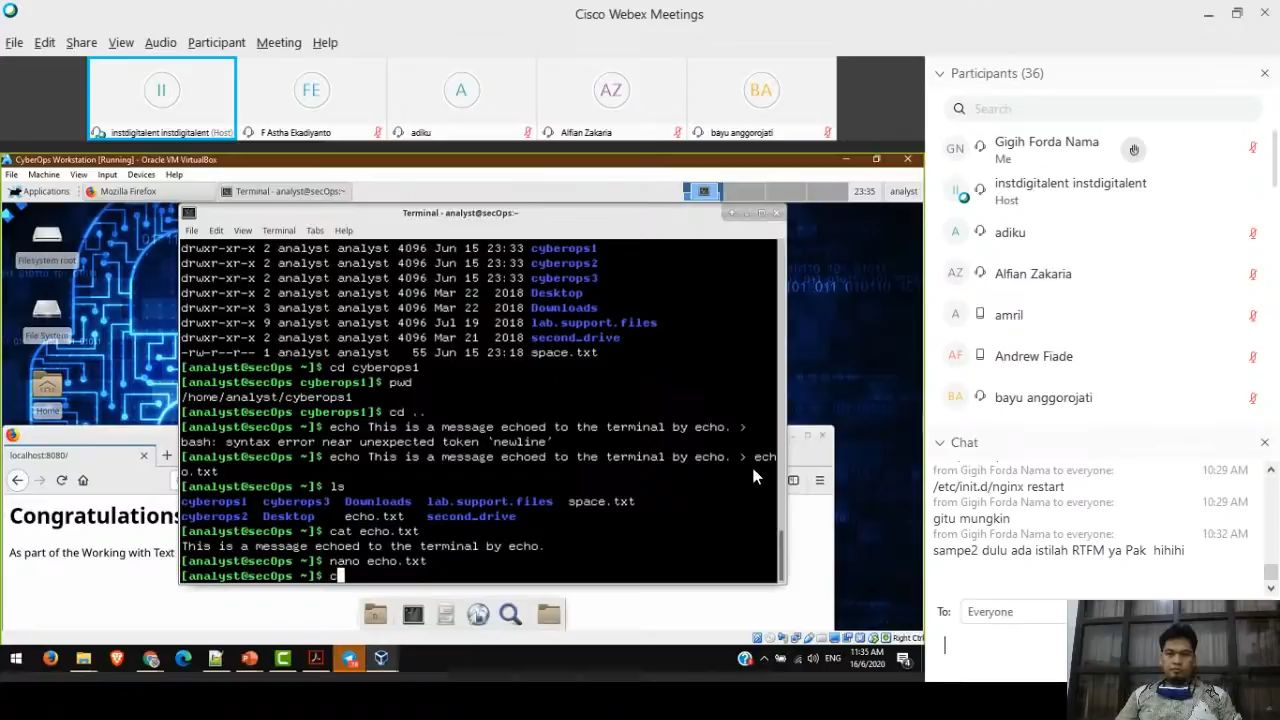 Cisco Webex Meetings
File Edit Share View Audio Participant Meeting Help
II FE A AZ BA
instdigitalent instdigitalent (Host) F Astha Ekadiyanto adiku Alfian Zakaria bayu anggorojati
CyberOps Workstation [Running] - Oracle VM VirtualBox
File Machine View Input Devices Help
Applications Mozilla Firefox Terminal - analyst@secOps:~ 23:35 analyst
Terminal - analyst@secOps:~
File Edit View Terminal Tabs Help
drwxr-xr-x 2 analyst analyst 4096 Jun 15 23:33 cyberops1
drwxr-xr-x 2 analyst analyst 4096 Jun 15 23:33 cyberops2
drwxr-xr-x 2 analyst analyst 4096 Jun 15 23:33 cyberops3
drwxr-xr-x 2 analyst analyst 4096 Mar 22 2018 Desktop
drwxr-xr-x 3 analyst analyst 4096 Mar 22 2018 Downloads
drwxr-xr-x 9 analyst analyst 4096 Jul 19 2018 lab.support.files
drwxr-xr-x 2 analyst analyst 4096 Mar 21 2018 second_drive
-rw-r--r-- 1 analyst analyst 55 Jun 15 23:18 space.txt
[analyst@secOps ~]$ cd cyberops1
[analyst@secOps cyberops1]$ pwd
/home/analyst/cyberops1
[analyst@secOps cyberops1]$ cd ..
[analyst@secOps ~]$ echo This is a message echoed to the terminal by echo. >
bash: syntax error near unexpected token `newline'
[analyst@secOps ~]$ echo This is a message echoed to the terminal by echo. > ech
o.txt
[analyst@secOps ~]$ ls
cyberops1 cyberops3 Downloads lab.support.files space.txt
cyberops2 Desktop echo.txt second_drive
[analyst@secOps ~]$ cat echo.txt
This is a message echoed to the terminal by echo.
[analyst@secOps ~]$ nano echo.txt
[analyst@secOps ~]$ c
Filesystem root
File System
Home
localhost:8080/
Congratulations
As part of the Working with Text
Right Ctrl
ENG
11:35 AM
16/6/2020
4
Participants (36)
Search
GN Gigih Forda Nama
Me
II instdigitalent instdigitalent
Host
A adiku
AZ Alfian Zakaria
A amril
AF Andrew Fiade
BA bayu anggorojati
Chat
from Gigih Forda Nama to everyone: 10:29 AM
/etc/init.d/nginx restart
from Gigih Forda Nama to everyone: 10:29 AM
gitu mungkin
from Gigih Forda Nama to everyone: 10:32 AM
sampe2 dulu ada istilah RTFM ya Pak hihihi
To: Everyone